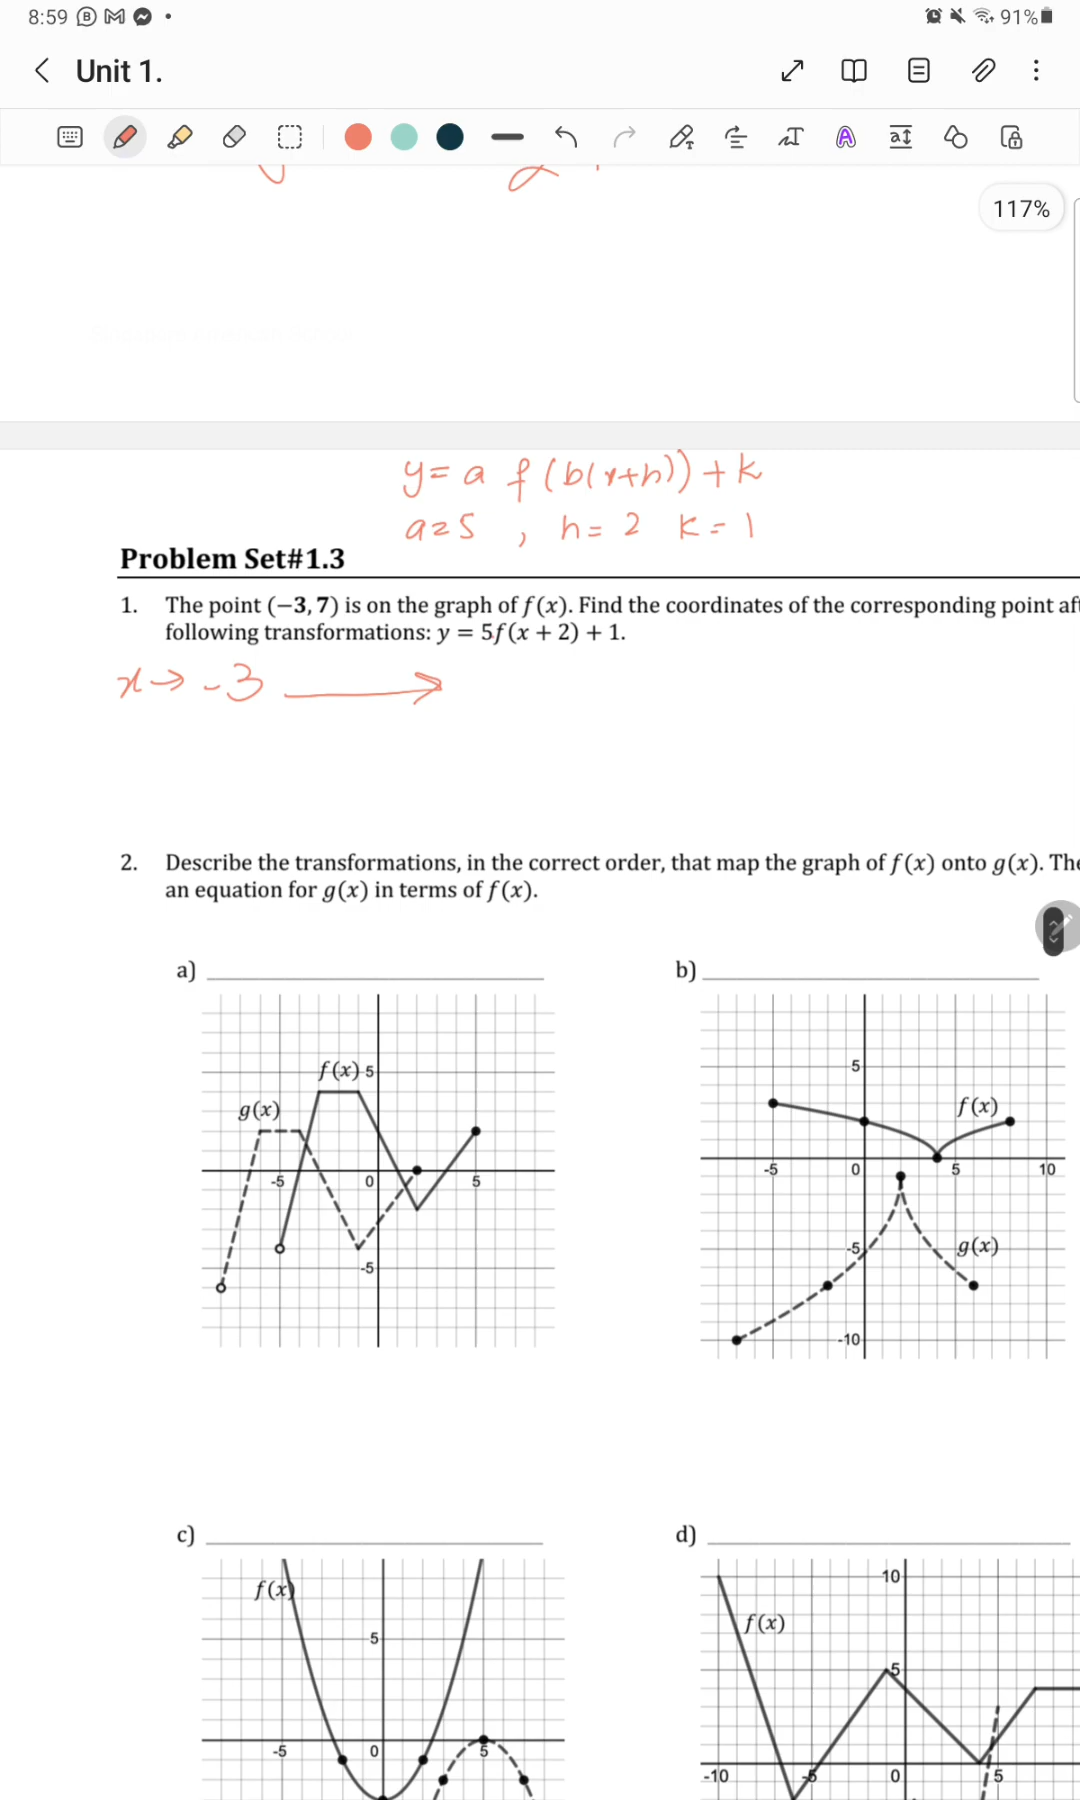 8:59 91%
Unit 1.
117%
y = a f (b(x+h)) + k
a = 5 , h = 2 k = 1
Problem Set#1.3
1. The point (−3, 7) is on the graph of f(x). Find the coordinates of the corresponding point aft
following transformations: y = 5f(x + 2) + 1.
x → -3 →
2. Describe the transformations, in the correct order, that map the graph of f(x) onto g(x). The
an equation for g(x) in terms of f(x).
a)
f(x) 5
g(x)
-5 0 5
-5
b)
5
f(x)
-5 0 5 10
-5 g(x)
-10
c)
f(x)
5
-5 0 5
d)
10
f(x)
5
-10 -5 0 5